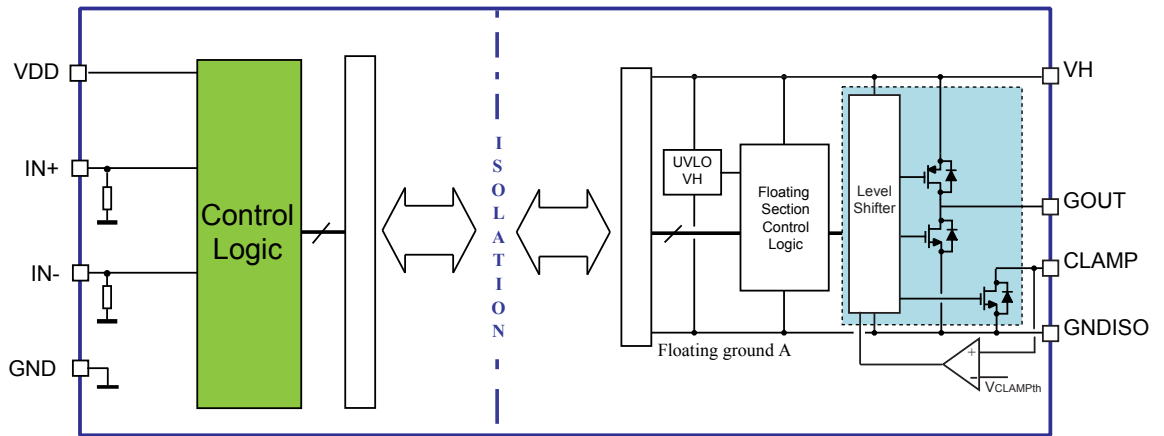 VDD
IN+
IN-
GND
Control
Logic
ISOLATION
UVLO
VH
Floating
Section
Control
Logic
Level
Shifter
Floating ground A
+
-
VCLAMPth
VH
GOUT
CLAMP
GNDISO